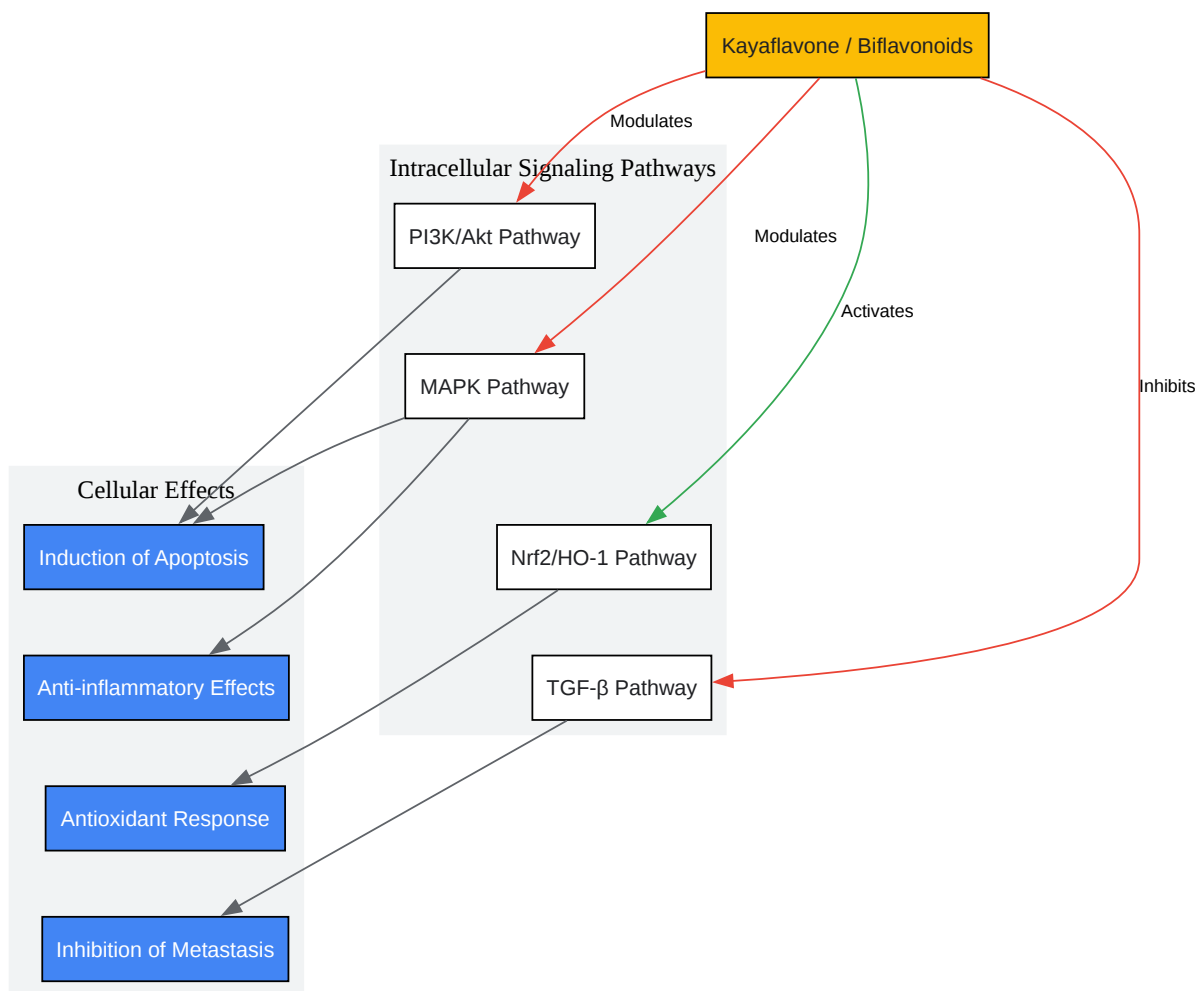 Kayaflavone / Biflavonoids
Modulates
Intracellular Signaling Pathways
PI3K/Akt Pathway
Modulates
Activates
MAPK Pathway
Inhibits
Cellular Effects
Induction of Apoptosis
Nrf2/HO-1 Pathway
Anti-inflammatory Effects
TGF-β Pathway
Antioxidant Response
Inhibition of Metastasis